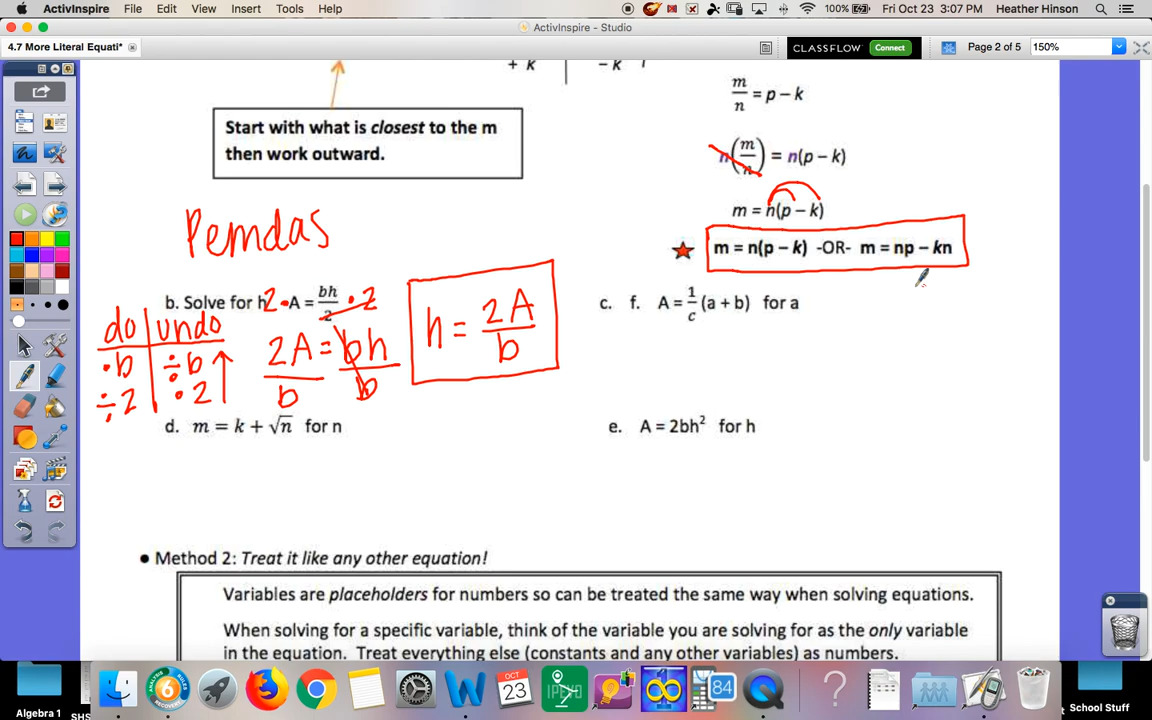 ActivInspire File Edit View Insert Tools Help 100% Fri Oct 23 3:07 PM Heather Hinson
ActivInspire - Studio
4.7 More Literal Equati* CLASSFLOW Connect Page 2 of 5 150%
+ k - k
m/n = p – k
Start with what is closest to the m
then work outward.
n(m/n) = n(p – k)
m = n(p – k)
Pemdas
m = n(p – k) -OR- m = np – kn
b. Solve for h 2 • A = bh/2 • 2
h = 2A/b
c. f. A = 1/c (a + b) for a
do undo
2A/b = bh/b
•b ÷b
÷2 •2
d. m = k + √n for n
e. A = 2bh² for h
• Method 2: Treat it like any other equation!
Variables are placeholders for numbers so can be treated the same way when solving equations.
When solving for a specific variable, think of the variable you are solving for as the only variable
in the equation. Treat everything else (constants and any other variables) as numbers.
OCT
23
6
84
IPEVO
Algebra 1
SHS
School Stuff